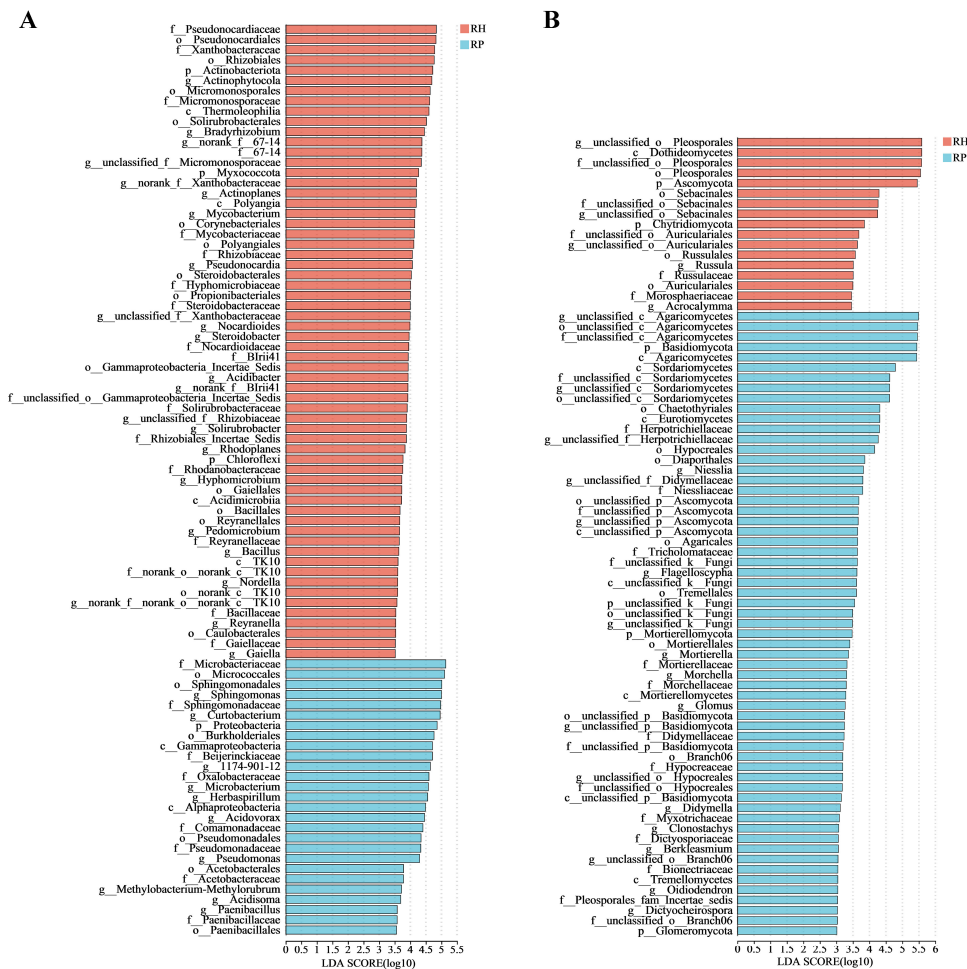 A
f__Pseudonocardiaceae
o__Pseudonocardiales
f__Xanthobacteraceae
o__Rhizobiales
p__Actinobacteriota
g__Actinophytocola
o__Micromonosporales
f__Micromonosporaceae
c__Thermoleophilia
o__Solirubrobacterales
g__Bradyrhizobium
g__norank_f__67-14
f__67-14
g__unclassified_f__Micromonosporaceae
p__Myxococcota
g__norank_f__Xanthobacteraceae
g__Actinoplanes
c__Polyangia
g__Mycobacterium
o__Corynebacteriales
f__Mycobacteriaceae
o__Polyangiales
f__Rhizobiaceae
g__Pseudonocardia
o__Steroidobacterales
f__Hyphomicrobiaceae
o__Propionibacteriales
f__Steroidobacteraceae
g__unclassified_f__Xanthobacteraceae
g__Nocardioides
g__Steroidobacter
f__Nocardioidaceae
f__BIrii41
o__Gammaproteobacteria_Incertae_Sedis
g__Acidibacter
g__norank_f__BIrii41
f__unclassified_o__Gammaproteobacteria_Incertae_Sedis
f__Solirubrobacteraceae
g__unclassified_f__Rhizobiaceae
g__Solirubrobacter
f__Rhizobiales_Incertae_Sedis
g__Rhodoplanes
p__Chloroflexi
f__Rhodanobacteraceae
g__Hyphomicrobium
o__Gaiellales
c__Acidimicrobiia
o__Bacillales
o__Reyranellales
g__Pedomicrobium
f__Reyranellaceae
g__Bacillus
c__TK10
f__norank_o__norank_c__TK10
g__Nordella
o__norank_c__TK10
g__norank_f__norank_o__norank_c__TK10
f__Bacillaceae
g__Reyranella
o__Caulobacterales
f__Gaiellaceae
g__Gaiella
f__Microbacteriaceae
o__Micrococcales
o__Sphingomonadales
g__Sphingomonas
f__Sphingomonadaceae
g__Curtobacterium
p__Proteobacteria
o__Burkholderiales
c__Gammaproteobacteria
f__Beijerinckiaceae
g__1174-901-12
f__Oxalobacteraceae
g__Microbacterium
g__Herbaspirillum
c__Alphaproteobacteria
g__Acidovorax
f__Comamonadaceae
o__Pseudomonadales
f__Pseudomonadaceae
g__Pseudomonas
o__Acetobacterales
f__Acetobacteraceae
g__Methylobacterium-Methylorubrum
g__Acidisoma
g__Paenibacillus
f__Paenibacillaceae
o__Paenibacillales
0 0.5 1 1.5 2 2.5 3 3.5 4 4.5 5 5.5
LDA SCORE(log10)
RH
RP
B
g__unclassified_o__Pleosporales
c__Dothideomycetes
f__unclassified_o__Pleosporales
o__Pleosporales
p__Ascomycota
o__Sebacinales
f__unclassified_o__Sebacinales
g__unclassified_o__Sebacinales
p__Chytridiomycota
f__unclassified_o__Auriculariales
g__unclassified_o__Auriculariales
o__Russulales
g__Russula
f__Russulaceae
o__Auriculariales
f__Morosphaeriaceae
g__Acrocalymma
g__unclassified_c__Agaricomycetes
o__unclassified_c__Agaricomycetes
f__unclassified_c__Agaricomycetes
p__Basidiomycota
c__Agaricomycetes
c__Sordariomycetes
f__unclassified_c__Sordariomycetes
g__unclassified_c__Sordariomycetes
o__unclassified_c__Sordariomycetes
o__Chaetothyriales
c__Eurotiomycetes
f__Herpotrichiellaceae
g__unclassified_f__Herpotrichiellaceae
o__Hypocreales
o__Diaporthales
g__Niesslia
g__unclassified_f__Didymellaceae
f__Niessliaceae
o__unclassified_p__Ascomycota
f__unclassified_p__Ascomycota
g__unclassified_p__Ascomycota
c__unclassified_p__Ascomycota
o__Agaricales
f__Tricholomataceae
f__unclassified_k__Fungi
g__Flagelloscypha
c__unclassified_k__Fungi
o__Tremellales
p__unclassified_k__Fungi
o__unclassified_k__Fungi
g__unclassified_k__Fungi
p__Mortierellomycota
o__Mortierellales
g__Mortierella
f__Mortierellaceae
g__Morchella
f__Morchellaceae
c__Mortierellomycetes
g__Glomus
o__unclassified_p__Basidiomycota
g__unclassified_p__Basidiomycota
f__Didymellaceae
f__unclassified_p__Basidiomycota
o__Branch06
f__Hypocreaceae
g__unclassified_o__Hypocreales
f__unclassified_o__Hypocreales
c__unclassified_p__Basidiomycota
g__Didymella
f__Myxotrichaceae
g__Clonostachys
f__Dictyosporiaceae
g__Berkleasmium
g__unclassified_o__Branch06
f__Bionectriaceae
c__Tremellomycetes
g__Oidiodendron
f__Pleosporales_fam_Incertae_sedis
g__Dictyocheirospora
f__unclassified_o__Branch06
p__Glomeromycota
0 0.5 1 1.5 2 2.5 3 3.5 4 4.5 5 5.5 6
LDA SCORE(log10)
RH
RP